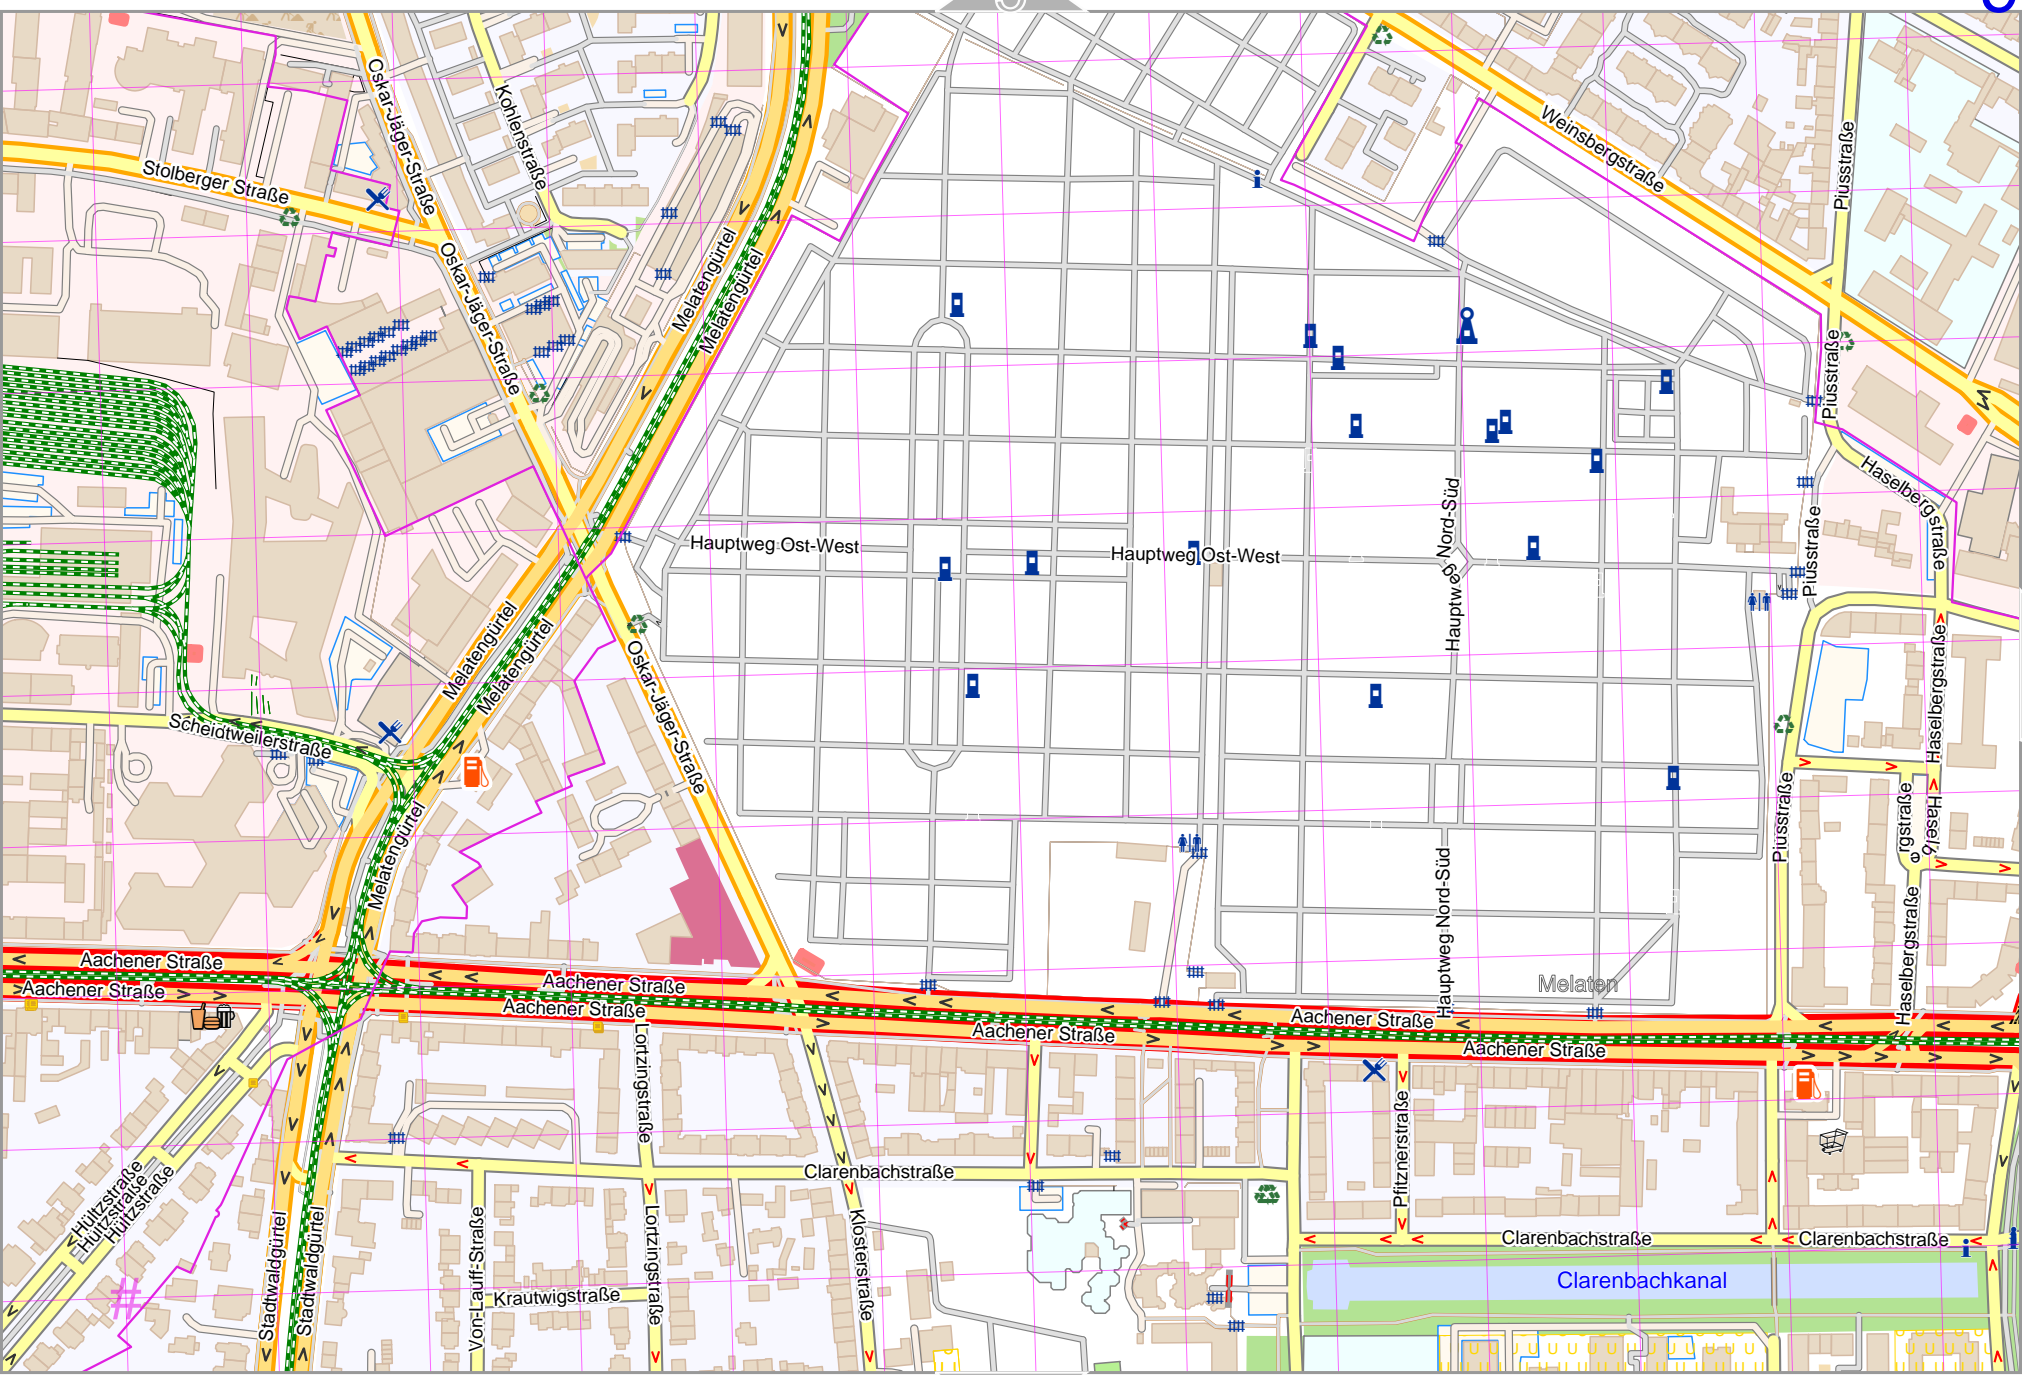 Oskar-Jäger-Straße
Kohlenstraße
Weinsbergstraße
Piusstraße
Stolberger Straße
Oskar-Jäger-Straße
Melatengürtel
Melatengürtel
Piusstraße
Haselbergstraße
Hauptweg Nord-Süd
Piusstraße
Hauptweg Ost-West
Hauptweg Ost-West
Melatengürtel
Melatengürtel
Oskar-Jäger-Straße
Haselbergstraße
Scheidtweilerstraße
Piusstraße
Melatengürtel
Hauptweg Nord-Süd
Haselbergstraße
Haselbergstraße
Aachener Straße
Aachener Straße
Aachener Straße
Aachener Straße
Melaten
Aachener Straße
Aachener Straße
Aachener Straße
Lortzingstraße
Pfitznerstraße
Clarenbachstraße
Hültzstraße
Hültzstraße
Hültzstraße
Stadtwaldgürtel
Stadtwaldgürtel
Von-Lauff-Straße
Lortzingstraße
Klosterstraße
Clarenbachstraße
Clarenbachstraße
Clarenbachkanal
Krautwigstraße